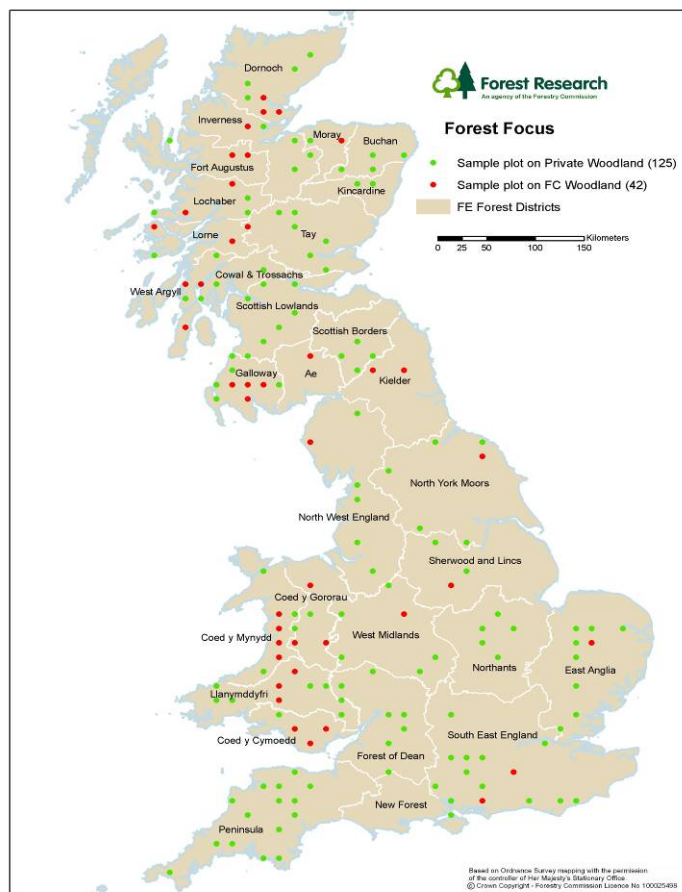 Forest Research
An agency of the Forestry Commission
Forest Focus
Sample plot on Private Woodland (125)
Sample plot on FC Woodland (42)
FE Forest Districts
Kilometers
0 25 50 100 150
Dornoch
Inverness
Moray
Buchan
Fort Augustus
Kincardine
Lochaber
Lorne
Tay
Cowal & Trossachs
West Argyll
Scottish Lowlands
Scottish Borders
Galloway
Ae
Kielder
North York Moors
North West England
Sherwood and Lincs
Coed y Gororau
Coed y Mynydd
West Midlands
Northants
East Anglia
Llanymddyfri
South East England
Coed y Cymoedd
Forest of Dean
New Forest
Peninsula
Based on Ordnance Survey mapping with the permission
of the controller of Her Majesty's Stationary Office.
© Crown Copyright - Forestry Commission Licence No 100025498